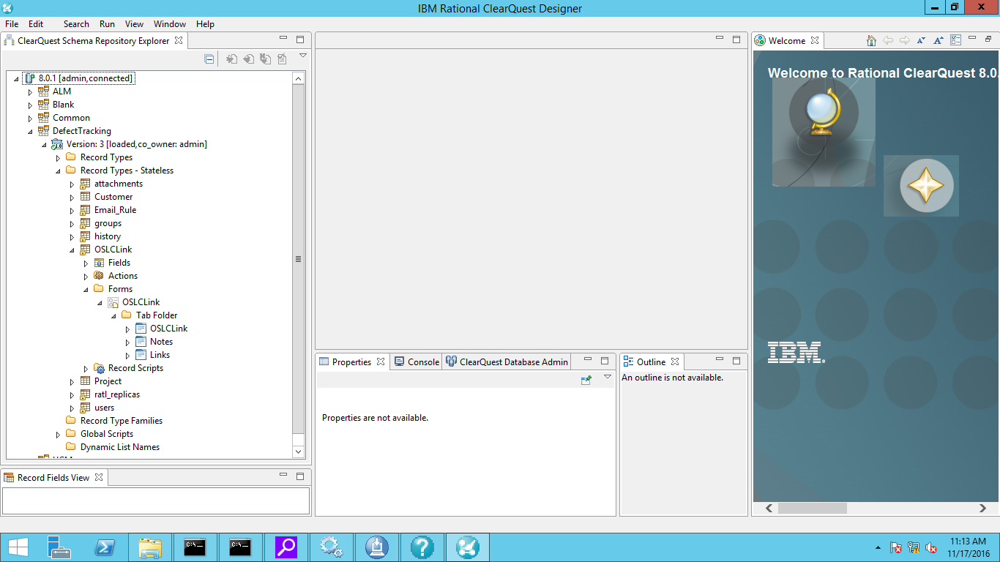 IBM Rational ClearQuest Designer
File Edit Search Run View Window Help
ClearQuest Schema Repository Explorer
8.0.1 [admin,connected]
ALM
Blank
Common
DefectTracking
Version: 3 [loaded,co_owner: admin]
Record Types
Record Types - Stateless
attachments
Customer
Email_Rule
groups
history
OSLCLink
Fields
Actions
Forms
OSLCLink
Tab Folder
OSLCLink
Notes
Links
Record Scripts
Project
ratl_replicas
users
Record Type Families
Global Scripts
Dynamic List Names
Record Fields View
Properties Console ClearQuest Database Admin
Properties are not available.
Outline
An outline is not available.
Welcome
Welcome to Rational ClearQuest 8.0.
IBM.
11:13 AM
11/17/2016